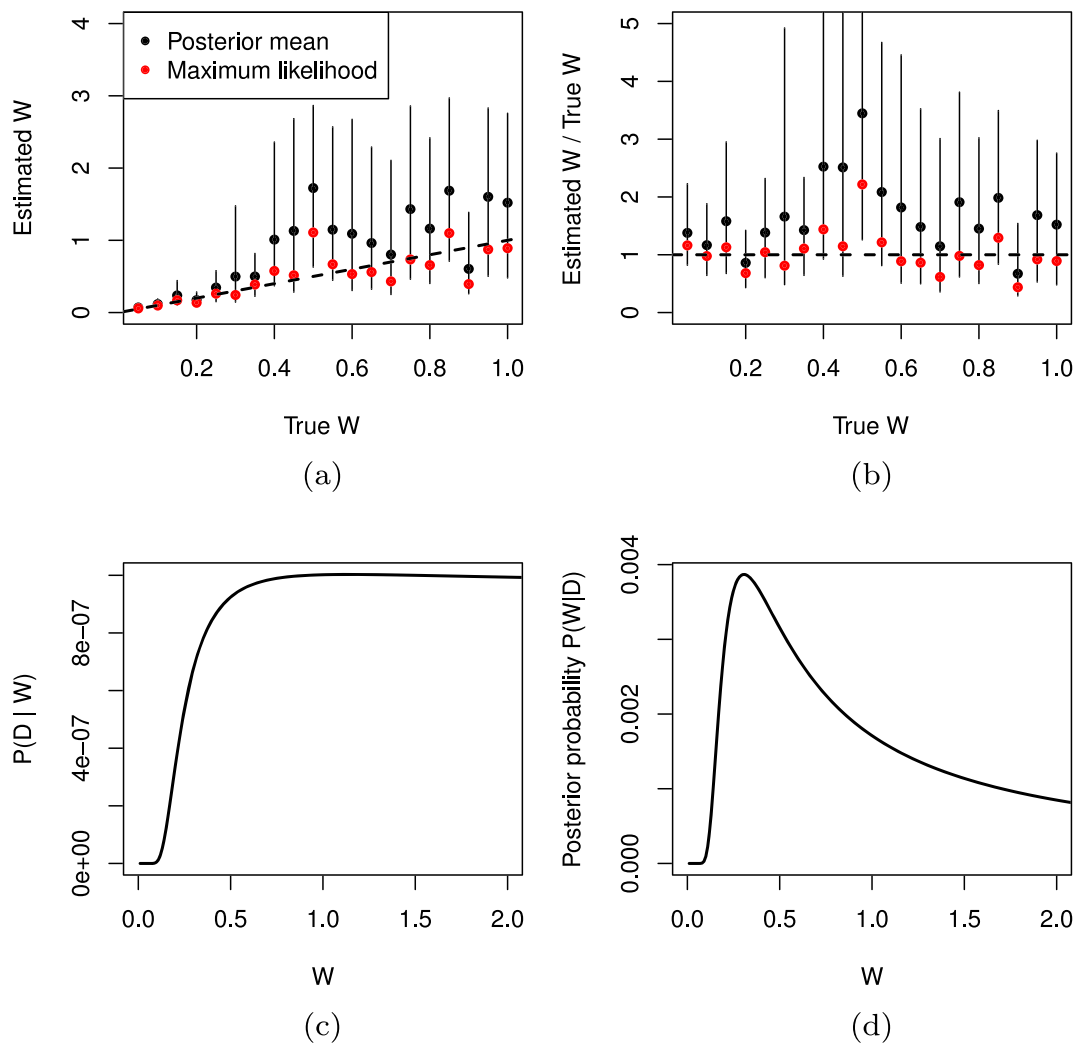 Posterior mean
Maximum likelihood
Estimated W
0
1
2
3
4
0.2
0.4
0.6
0.8
1.0
True W
(a)
Estimated W / True W
0
1
2
3
4
5
0.2
0.4
0.6
0.8
1.0
True W
(b)
P(D | W)
0e+00
4e−07
8e−07
0.0
0.5
1.0
1.5
2.0
W
(c)
Posterior probability P(W|D)
0.000
0.002
0.004
0.0
0.5
1.0
1.5
2.0
W
(d)